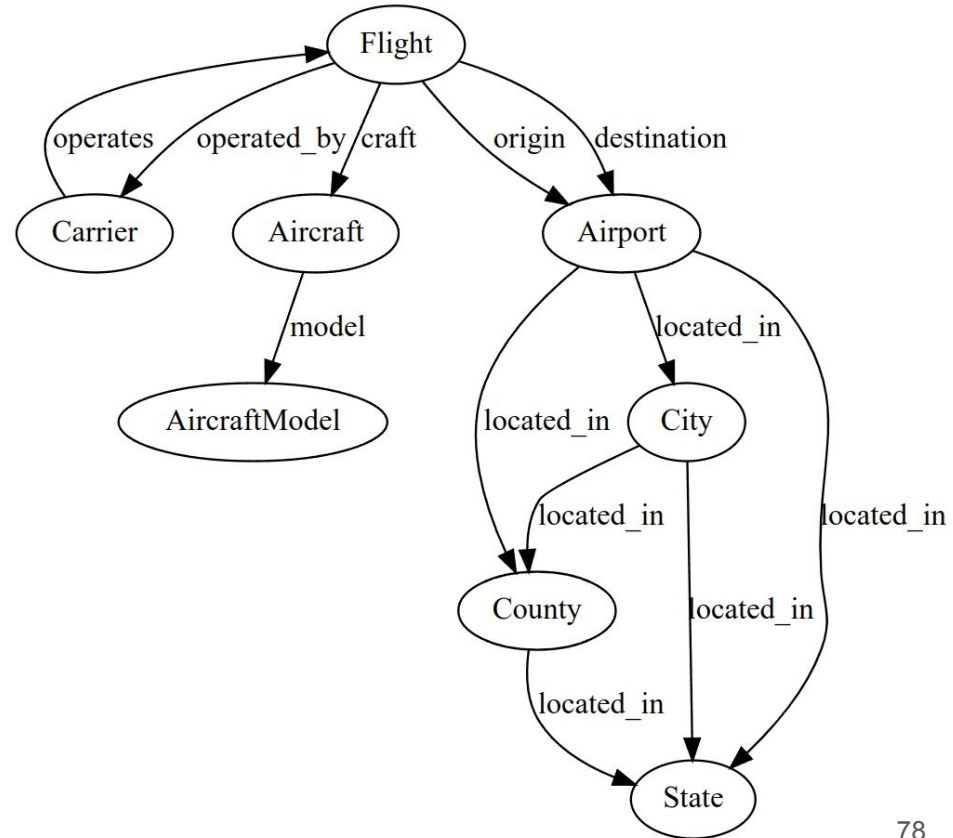 Flight
operates operated_by craft origin destination
Carrier Aircraft Airport
model located_in
AircraftModel located_in City
located_in located_in
County located_in
located_in
State
78